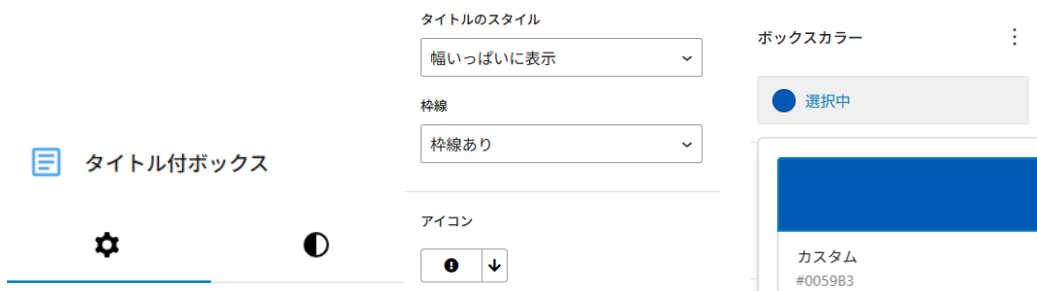 タイトル付ボックス
タイトルのスタイル
幅いっぱいに表示
枠線
枠線あり
アイコン
ボックスカラー
選択中
カスタム
#0059B3